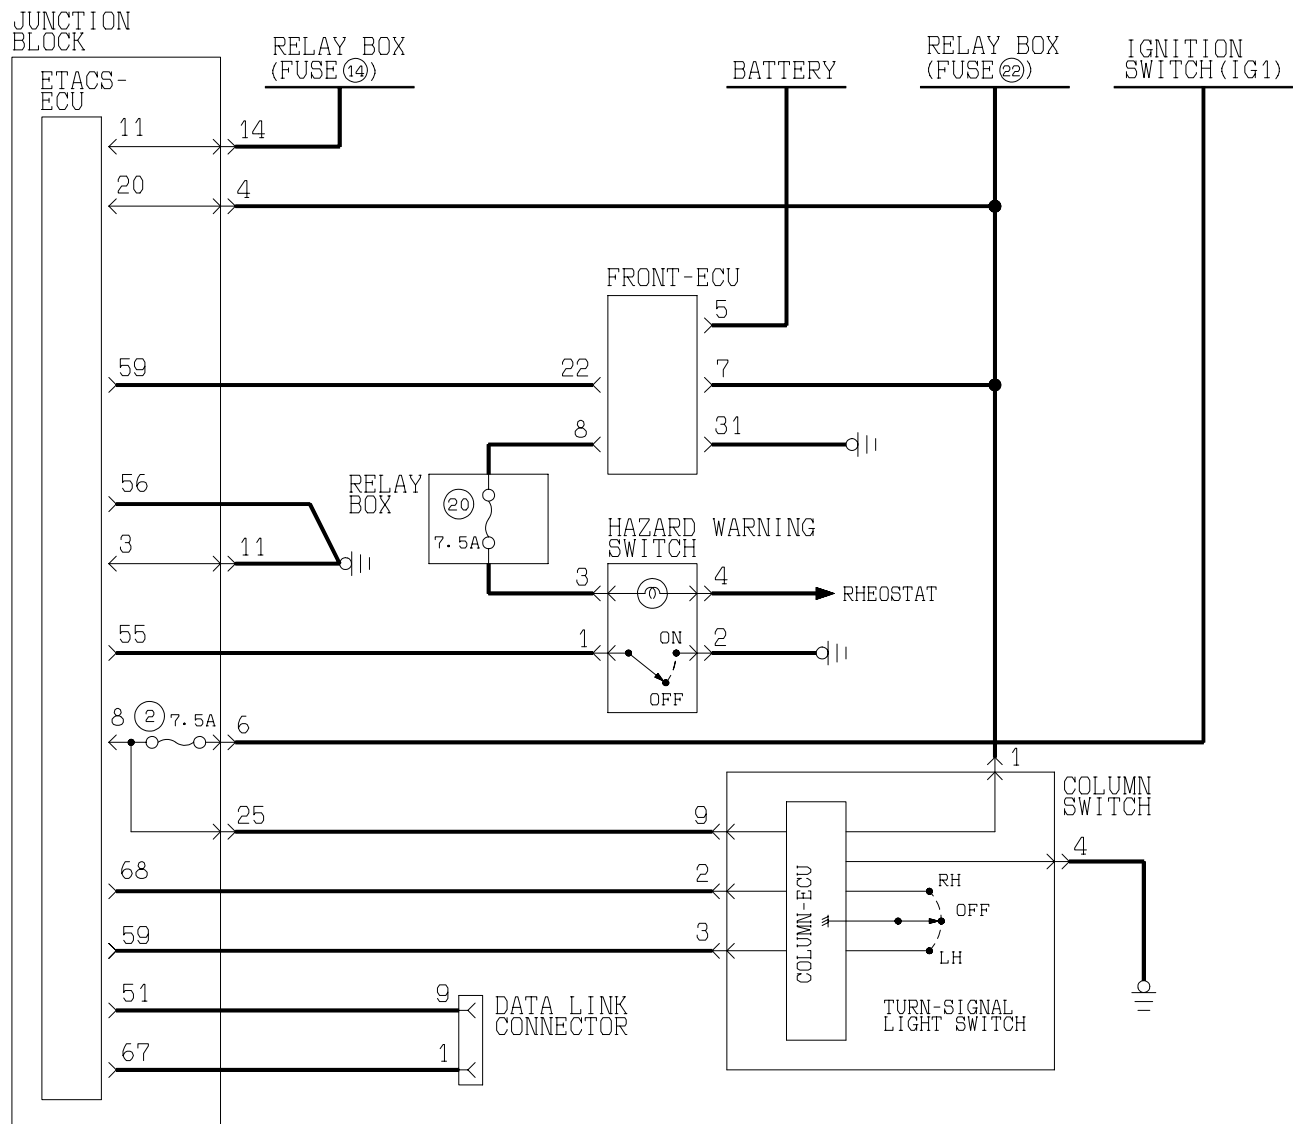 JUNCTION
BLOCK
RELAY BOX
(FUSE 14)
BATTERY
RELAY BOX
(FUSE 22)
IGNITION
SWITCH(IG1)
ETACS-
ECU
11
14
20
4
FRONT-ECU
5
59
22
7
8
31
56
RELAY
BOX
20
7.5A
HAZARD WARNING
SWITCH
3
11
3
4
RHEOSTAT
55
1
ON
2
OFF
8
2
7.5A
6
1
COLUMN
SWITCH
25
9
4
68
2
COLUMN-ECU
RH
OFF
59
3
LH
51
9
DATA LINK
CONNECTOR
TURN-SIGNAL
LIGHT SWITCH
67
1